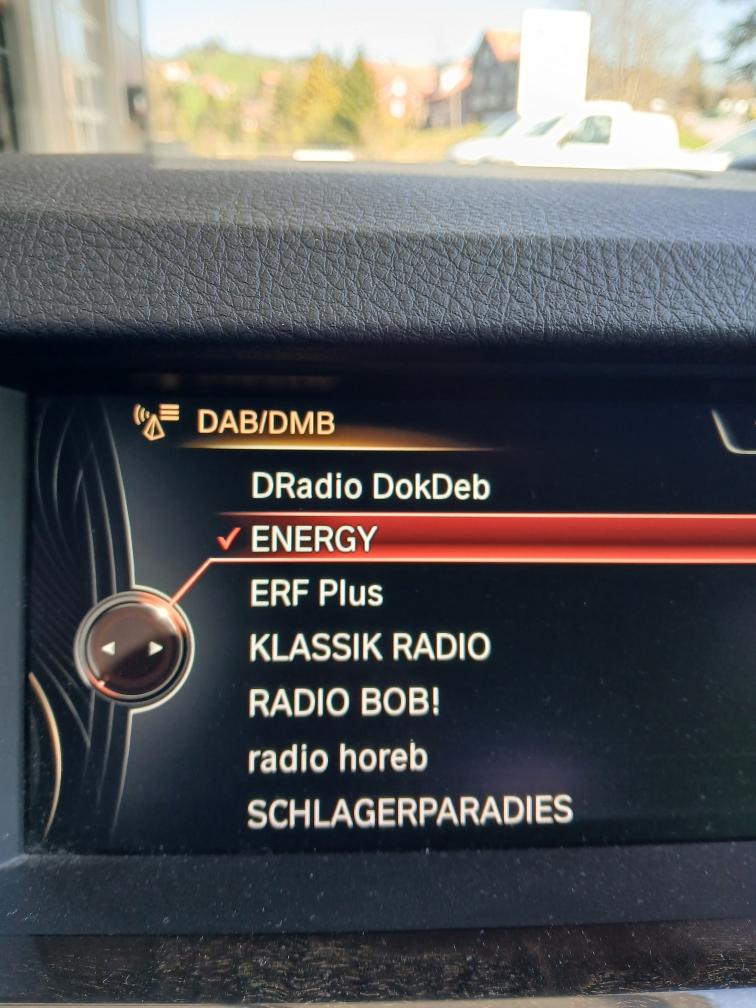 DAB/DMB
DRadio DokDeb
ENERGY
ERF Plus
KLASSIK RADIO
RADIO BOB!
radio horeb
SCHLAGERPARADIES